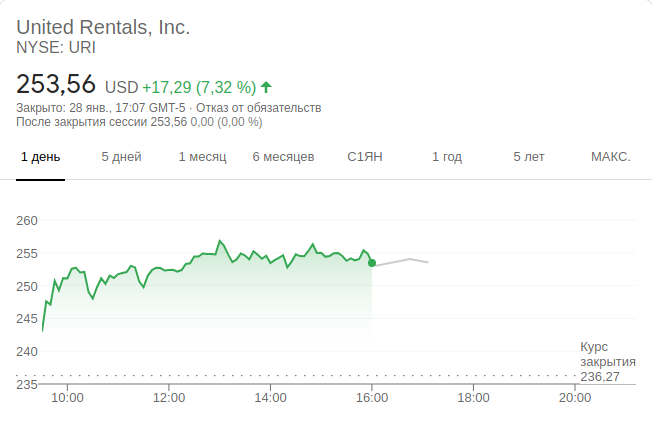 United Rentals, Inc.
NYSE: URI
253,56 USD +17,29 (7,32 %)
Закрыто: 28 янв., 17:07 GMT-5 · Отказ от обязательств
После закрытия сессии 253,56 0,00 (0,00 %)
1 день 5 дней 1 месяц 6 месяцев С1ЯН 1 год 5 лет МАКС.
260
255
250
245
240
Курс
закрытия
236,27
235
10:00 12:00 14:00 16:00 18:00 20:00